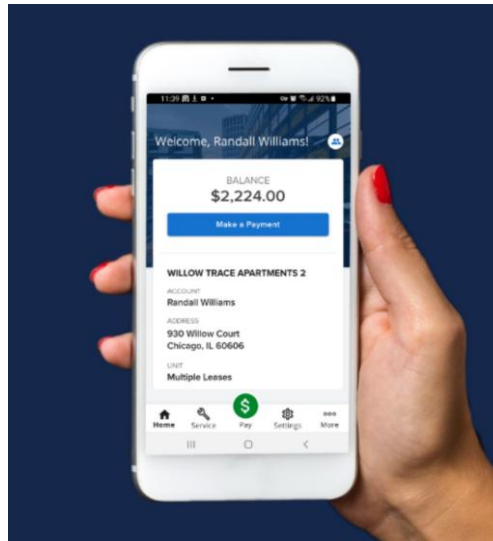 11:39
92%
Welcome, Randall Williams!
BALANCE
$2,224.00
Make a Payment
WILLOW TRACE APARTMENTS 2
ACCOUNT
Randall Williams
ADDRESS
930 Willow Court
Chicago, IL 60606
UNIT
Multiple Leases
$
Home Service Pay Settings More